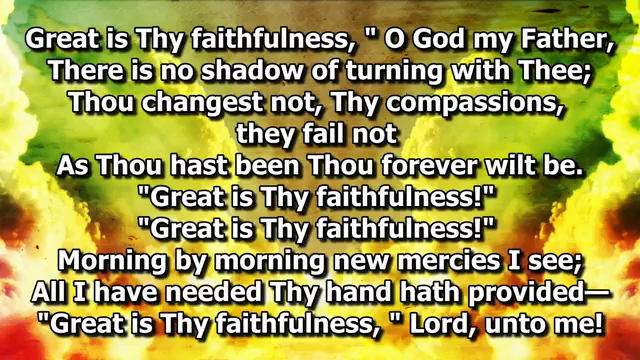 Great is Thy faithfulness, " O God my Father,
There is no shadow of turning with Thee;
Thou changest not, Thy compassions,
they fail not
As Thou hast been Thou forever wilt be.
"Great is Thy faithfulness!"
"Great is Thy faithfulness!"
Morning by morning new mercies I see;
All I have needed Thy hand hath provided—
"Great is Thy faithfulness, " Lord, unto me!